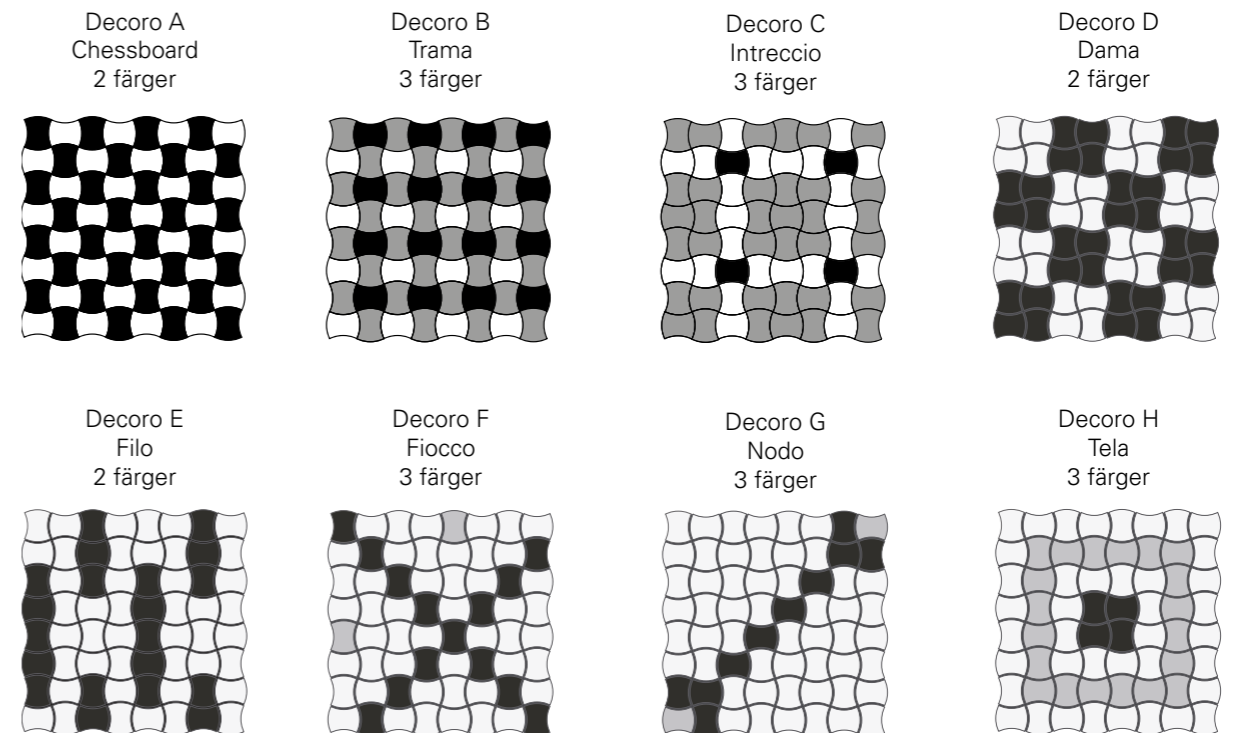 Decoro A
Chessboard
2 färger
Decoro B
Trama
3 färger
Decoro C
Intreccio
3 färger
Decoro D
Dama
2 färger
Decoro E
Filo
2 färger
Decoro F
Fiocco
3 färger
Decoro G
Nodo
3 färger
Decoro H
Tela
3 färger